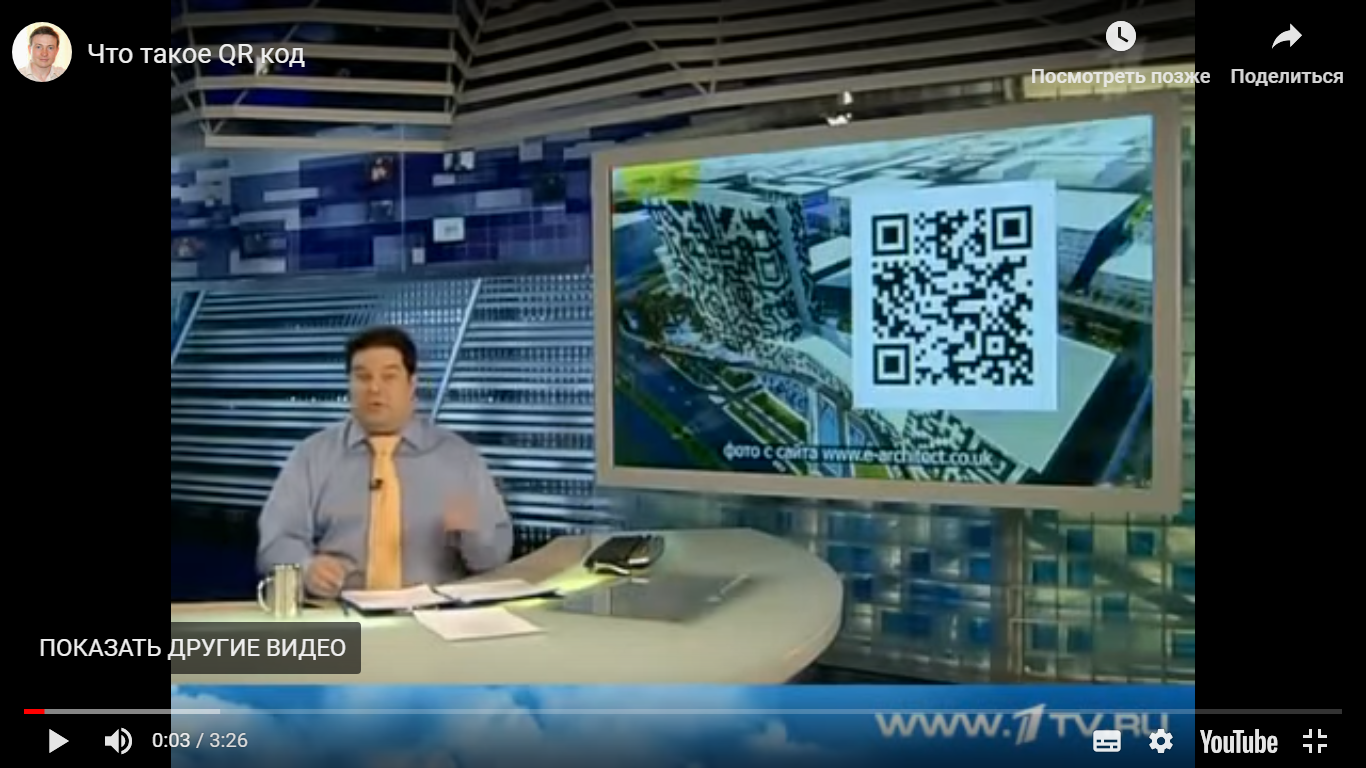 Что такое QR код
Посмотреть позже
Поделиться
фото с сайта www.e-architect.co.uk
ПОКАЗАТЬ ДРУГИЕ ВИДЕО
WWW.1TV.RU
0:03 / 3:26
YouTube